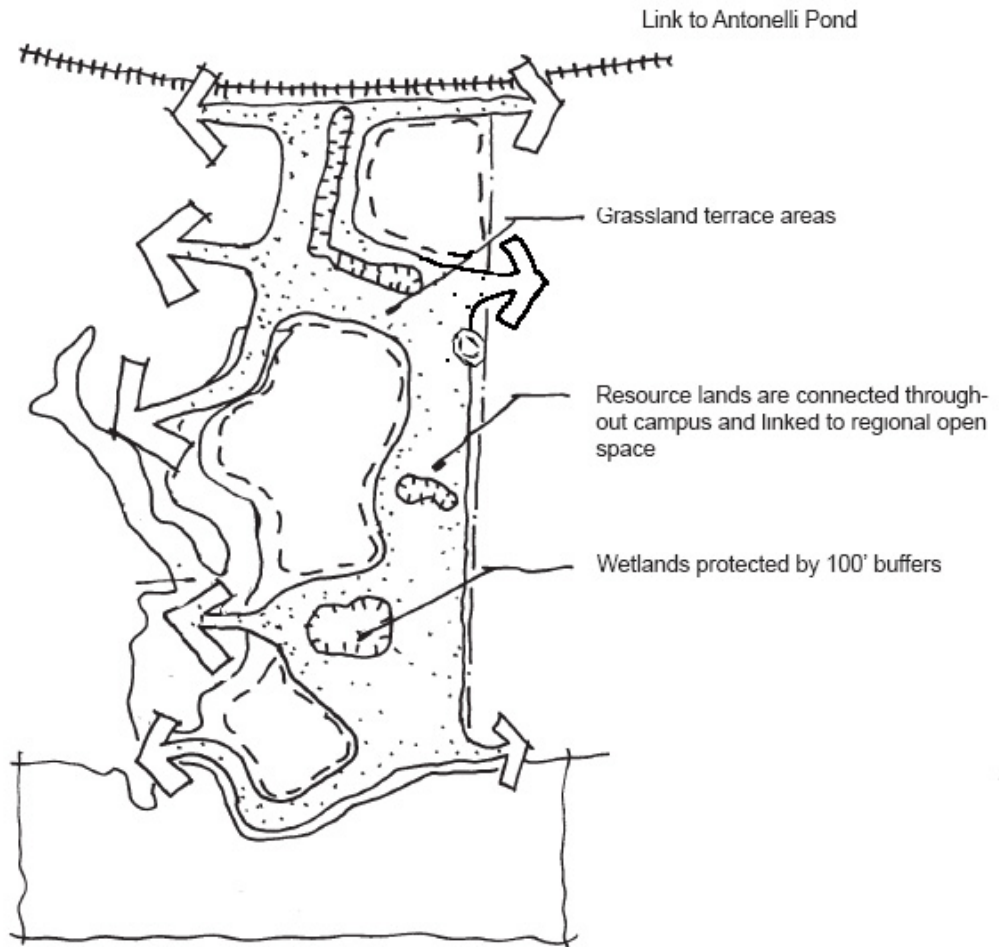 Link to Antonelli Pond
Grassland terrace areas
Resource lands are connected through-
out campus and linked to regional open
space
Wetlands protected by 100' buffers